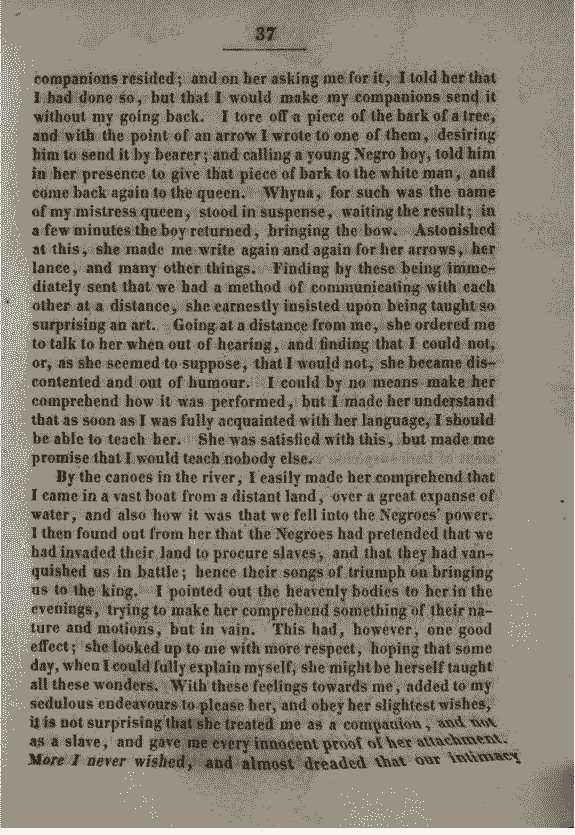 37
companions resided; and on her asking me for it, I told her that
I had done so, but that I would make my companions send it
without my going back. I tore off a piece of the bark of a tree,
and with the point of an arrow I wrote to one of them, desiring
him to send it by bearer; and calling a young Negro boy, told him
in her presence to give that piece of bark to the white man, and
come back again to the queen. Whyna, for such was the name
of my mistress queen, stood in suspense, waiting the result; in
a few minutes the boy returned, bringing the bow. Astonished
at this, she made me write again and again for her arrows, her
lance, and many other things. Finding by these being imme-
diately sent that we had a method of communicating with each
other at a distance, she earnestly insisted upon being taught so
surprising an art. Going at a distance from me, she ordered me
to talk to her when out of hearing, and finding that I could not,
or, as she seemed to suppose, that I would not, she became dis-
contented and out of humour. I could by no means make her
comprehend how it was performed, but I made her understand
that as soon as I was fully acquainted with her language, I should
be able to teach her. She was satisfied with this, but made me
promise that I would teach nobody else.
By the canoes in the river, I easily made her comprehend that
I came in a vast boat from a distant land, over a great expanse of
water, and also how it was that we fell into the Negroes' power.
I then found out from her that the Negroes had pretended that we
had invaded their land to procure slaves, and that they had van-
quished us in battle; hence their songs of triumph on bringing
us to the king. I pointed out the heavenly bodies to her in the
evenings, trying to make her comprehend something of their na-
ture and motions, but in vain. This had, however, one good
effect; she looked up to me with more respect, hoping that some
day, when I could fully explain myself, she might be herself taught
all these wonders. With these feelings towards me, added to my
sedulous endeavours to please her, and obey her slightest wishes,
it is not surprising that she treated me as a companion, and not
as a slave, and gave me every innocent proof of her attachment.
More I never wished, and almost dreaded that our intimacy